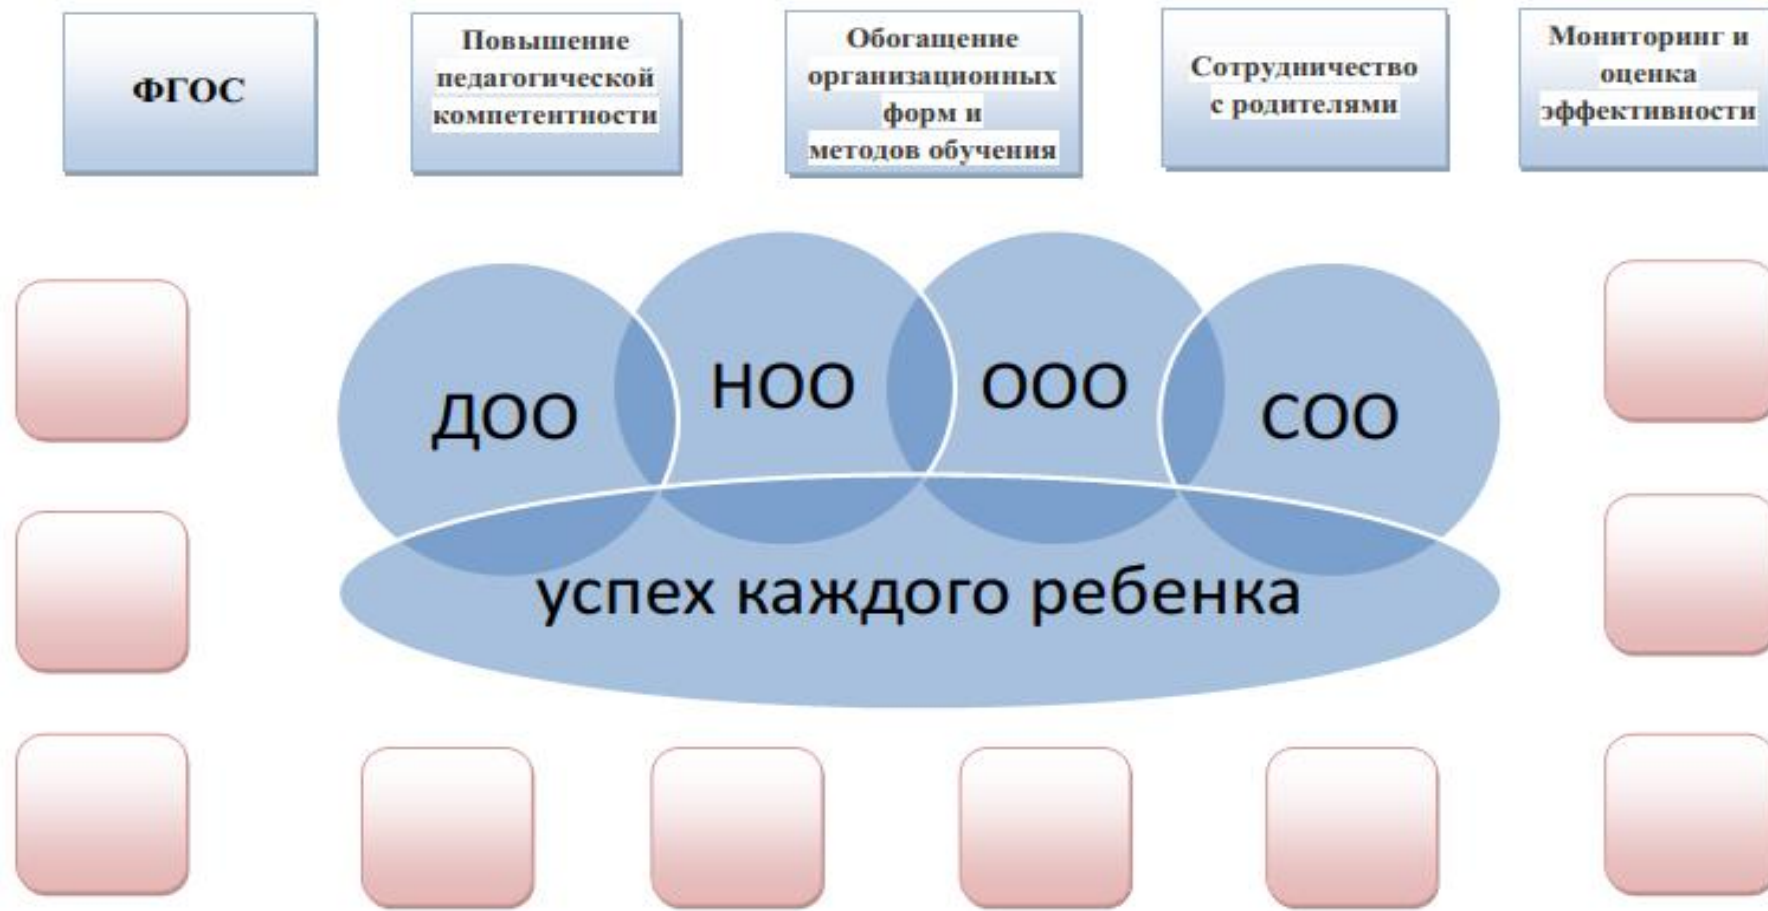 ФГОС
Повышение
педагогической
компетентности
Обогащение
организационных
форм и
методов обучения
Сотрудничество
с родителями
Мониторинг и
оценка
эффективности
ДОО
НОО
ООО
СОО
успех каждого ребенка